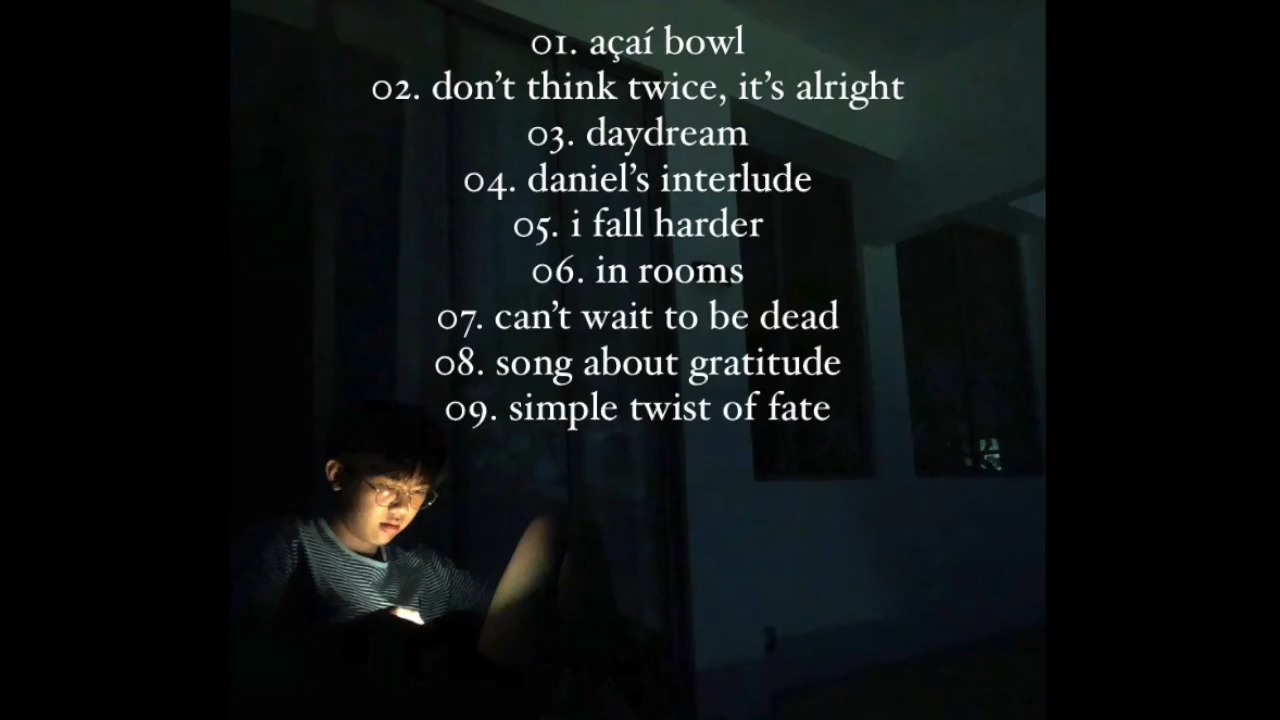 01. açaí bowl
02. don’t think twice, it’s alright
03. daydream
04. daniel’s interlude
05. i fall harder
06. in rooms
07. can’t wait to be dead
08. song about gratitude
09. simple twist of fate